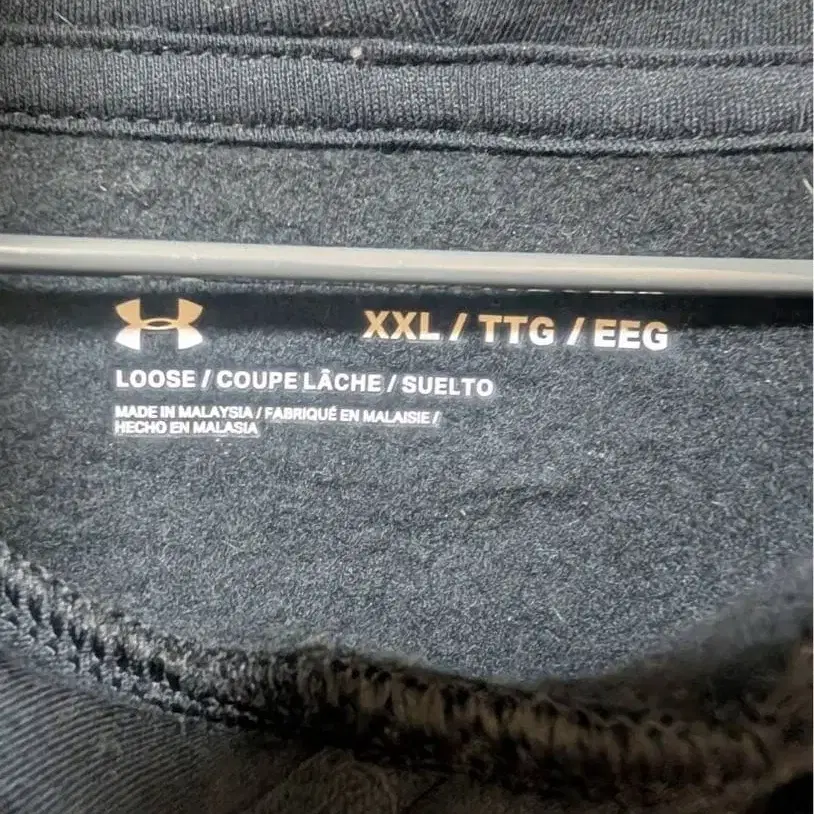 XXL / TTG / EEG
LOOSE / COUPE LÂCHE / SUELTO
MADE IN MALAYSIA / FABRIQUÉ EN MALAISIE /
HECHO EN MALASIA